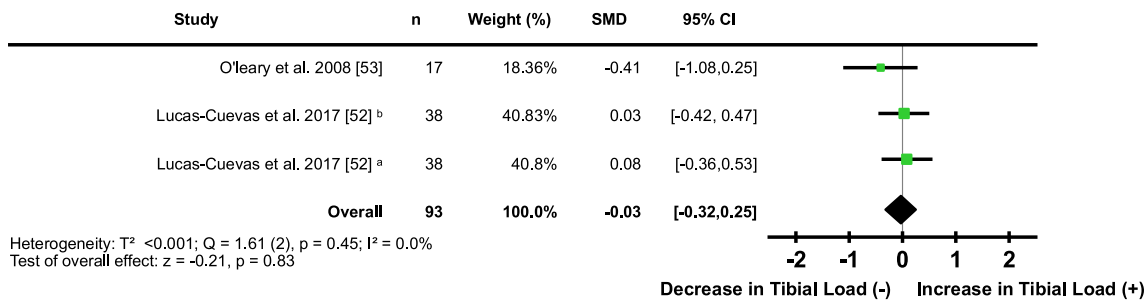 Study n Weight (%) SMD 95% CI
O'leary et al. 2008 [53] 17 18.36% -0.41 [-1.08,0.25]
Lucas-Cuevas et al. 2017 [52] ᵇ 38 40.83% 0.03 [-0.42, 0.47]
Lucas-Cuevas et al. 2017 [52] ᵃ 38 40.8% 0.08 [-0.36,0.53]
Overall 93 100.0% -0.03 [-0.32,0.25]
Heterogeneity: T² <0.001; Q = 1.61 (2), p = 0.45; I² = 0.0%
Test of overall effect: z = -0.21, p = 0.83
-2 -1 0 1 2
Decrease in Tibial Load (-) Increase in Tibial Load (+)